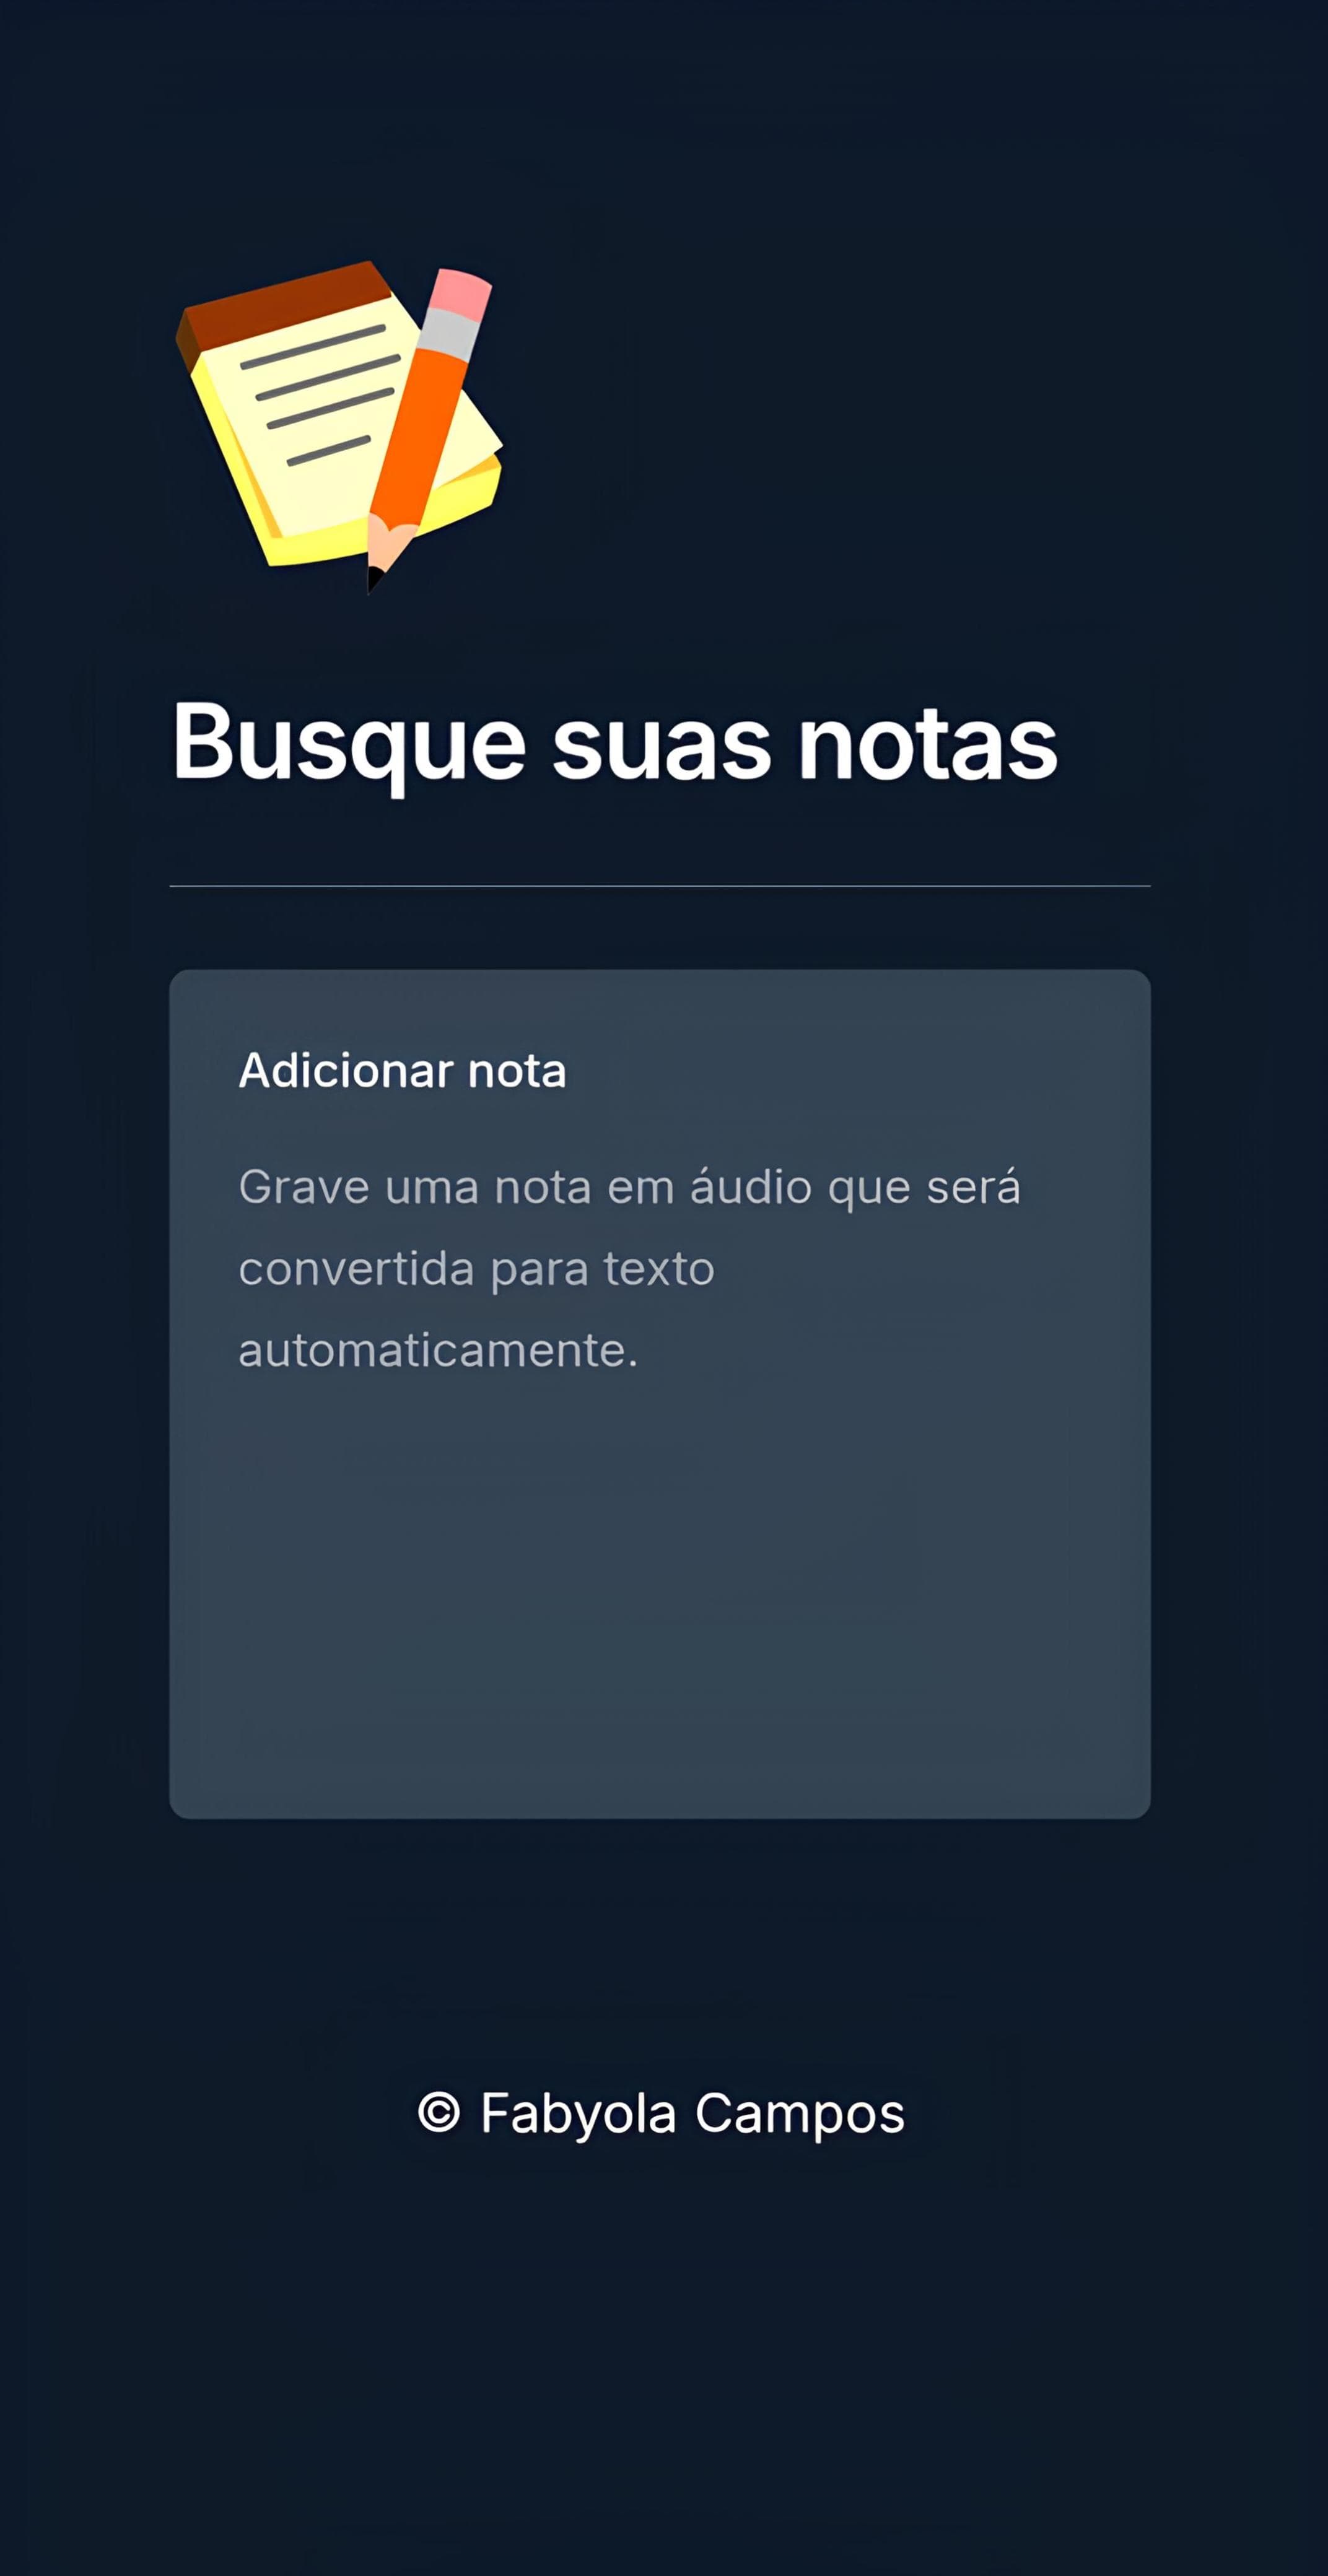 Busque suas notas
Adicionar nota
Grave uma nota em áudio que será
convertida para texto
automaticamente.
© Fabyola Campos